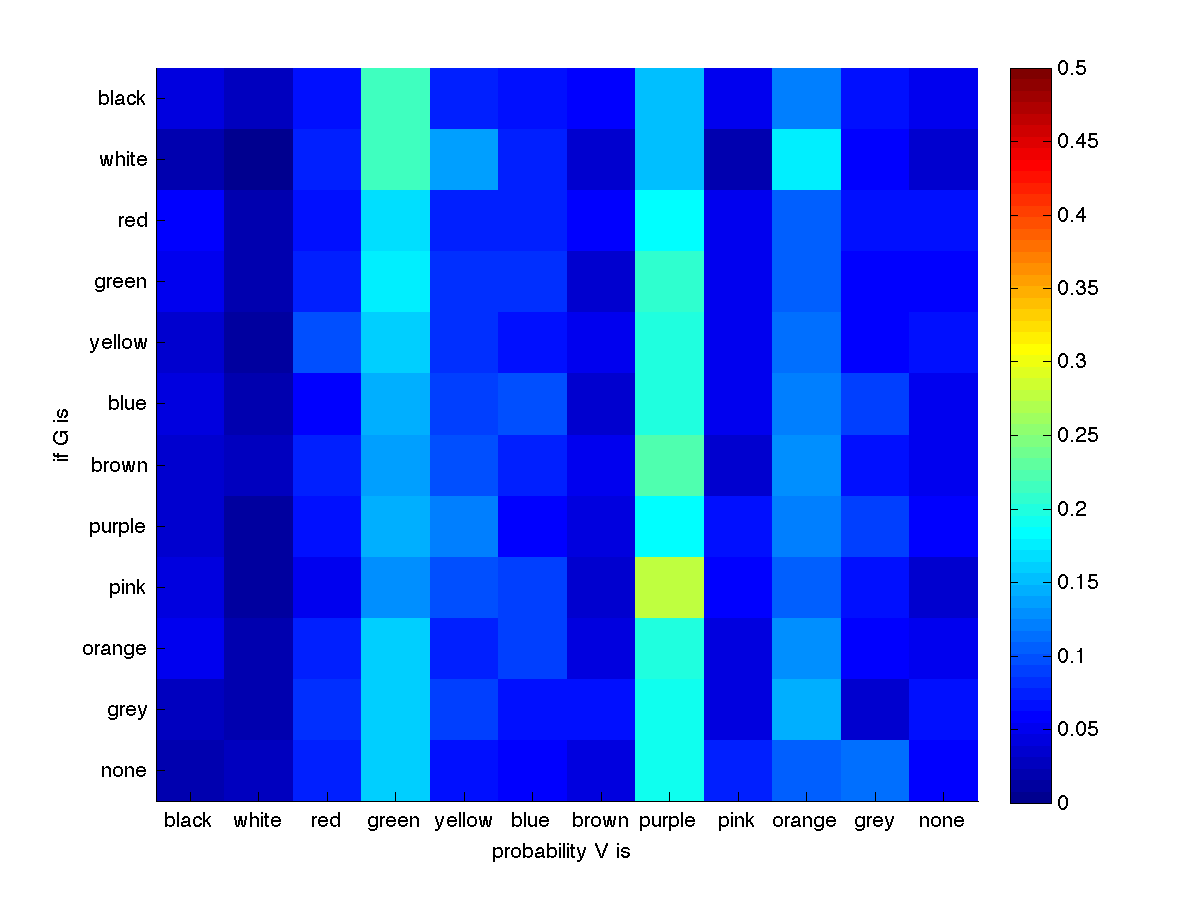 if G is
black
white
red
green
yellow
blue
brown
purple
pink
orange
grey
none
black white red green yellow blue brown purple pink orange grey none
probability V is
0.5
0.45
0.4
0.35
0.3
0.25
0.2
0.15
0.1
0.05
0